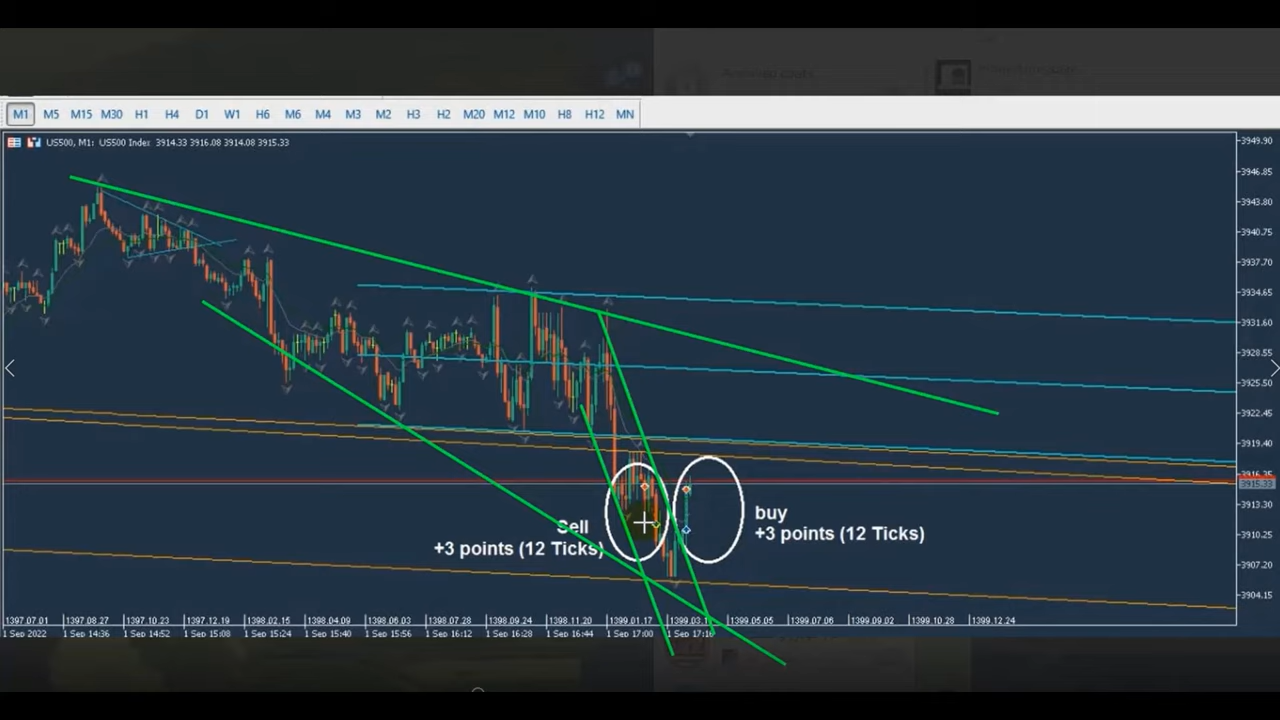 M1 M5 M15 M30 H1 H4 D1 W1 H6 M6 M4 M3 M2 H3 H2 M20 M12 M10 H8 H12 MN
US500, M1: US500 Index 3914.33 3916.08 3914.08 3915.33
3949.90
3946.85
3943.80
3940.75
3937.70
3934.65
3931.60
3928.55
3925.50
3922.45
3919.40
3915.33
3913.30
3910.25
3907.20
3904.15
Sell
+3 points (12 Ticks)
buy
+3 points (12 Ticks)
1397.07.01 1397.08.27 1397.10.23 1397.12.19 1398.02.15 1398.04.10 1398.06.03 1398.07.28 1398.09.24 1398.11.20 1399.01.17 1399.03.1 1399.05.05 1399.07.06 1399.09.02 1399.10.28 1399.12.24
1 Sep 2022 1 Sep 14:36 1 Sep 14:52 1 Sep 15:08 1 Sep 15:24 1 Sep 15:40 1 Sep 15:56 1 Sep 16:12 1 Sep 16:28 1 Sep 16:44 1 Sep 17:00 1 Sep 17:16